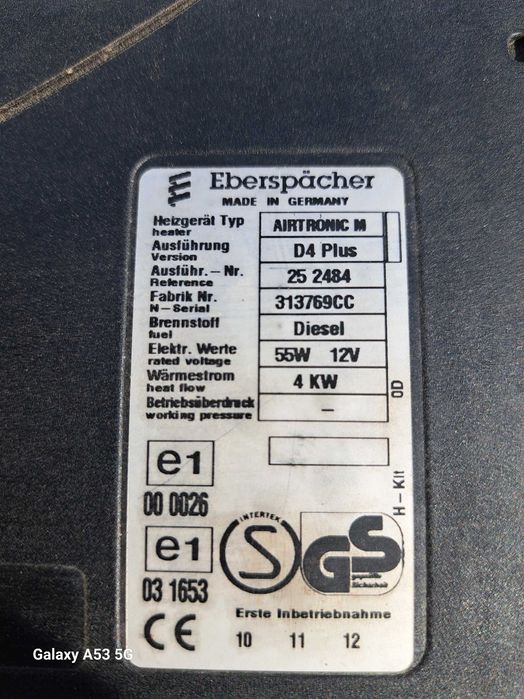 Eberspächer
MADE IN GERMANY
Heizgerät Typ AIRTRONIC M
heater
Ausführung D4 Plus
Version
Ausführ.-Nr. 25 2484
Reference
Fabrik Nr. 313769CC
N-Serial
Brennstoff Diesel
fuel
Elektr. Werte 55W 12V
rated voltage
Wärmestrom 4 KW
heat flow
Betriebsüberdruck –
working pressure
OD
H-Kit
e1
00 0026
e1
03 1653
INTERTEK
S
GS
geprüfte
Sicherheit
Erste Inbetriebnahme
CE 10 11 12
Galaxy A53 5G